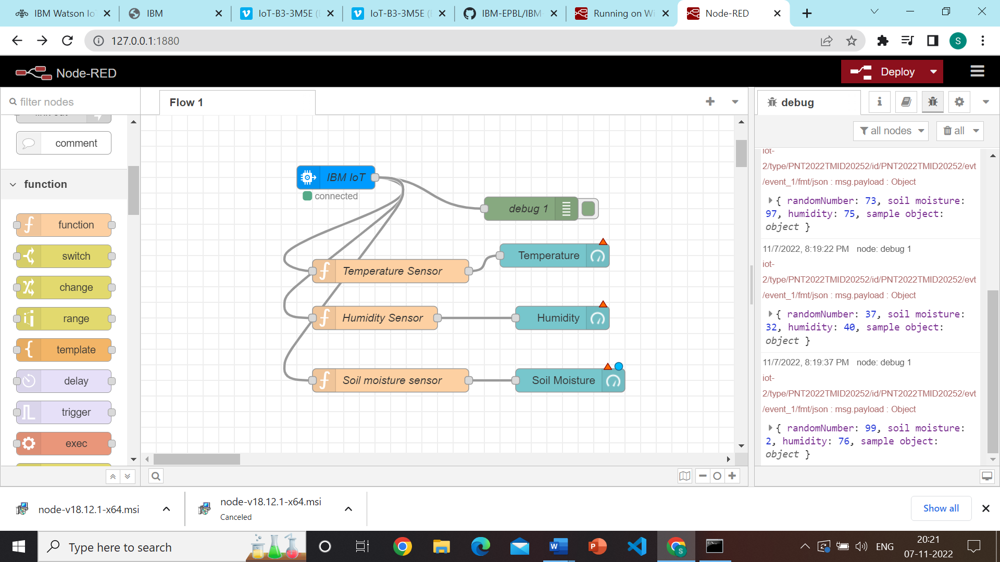 IBM Watson Io
IBM
IoT-B3-3M5E (
IoT-B3-3M5E (
IBM-EPBL/IBM-
Running on Wi
Node-RED
127.0.0.1:1880
S
Node-RED
Deploy
filter nodes
Flow 1
debug
all nodes
all
comment
function
function
switch
change
range
template
delay
trigger
exec
IBM IoT
connected
debug 1
Temperature Sensor
Temperature
Humidity Sensor
Humidity
Soil moisture sensor
Soil Moisture
iot-
2/type/PNT2022TMID20252/id/PNT2022TMID20252/evt
/event_1/fmt/json : msg.payload : Object
{ randomNumber: 73, soil moisture:
97, humidity: 75, sample object:
object }
11/7/2022, 8:19:22 PM node: debug 1
iot-
2/type/PNT2022TMID20252/id/PNT2022TMID20252/evt
/event_1/fmt/json : msg.payload : Object
{ randomNumber: 37, soil moisture:
32, humidity: 40, sample object:
object }
11/7/2022, 8:19:37 PM node: debug 1
iot-
2/type/PNT2022TMID20252/id/PNT2022TMID20252/evt
/event_1/fmt/json : msg.payload : Object
{ randomNumber: 99, soil moisture:
2, humidity: 76, sample object:
object }
node-v18.12.1-x64.msi
node-v18.12.1-x64.msi
Canceled
Show all
Type here to search
ENG
20:21
07-11-2022